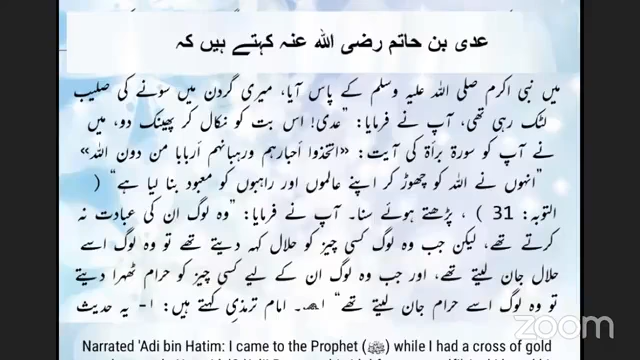 عدی بن حاتم رضی اللہ عنہ کہتے ہیں کہ
میں نبی اکرم صلی اللہ علیہ وسلم کے پاس آیا، میری گردن میں سونے کی صلیب
لٹک رہی تھی، آپ نے فرمایا: ”عدی! اس بت کو نکال کر پھینک دو، میں
نے آپ کو سورۃ برأۃ کی آیت: «اتخذوا أحبارهم ورهبانهم أربابا من دون الله»
”انہوں نے اللہ کو چھوڑ کر اپنے عالموں اور راہبوں کو معبود بنا لیا ہے“ (
التوبہ: 31 ) ، پڑھتے ہوئے سنا۔ آپ نے فرمایا: ”وہ لوگ ان کی عبادت نہ
کرتے تھے، لیکن جب وہ لوگ کسی چیز کو حلال کہہ دیتے تھے تو وہ لوگ اسے
حلال جان لیتے تھے، اور جب وہ لوگ ان کے لیے کسی چیز کو حرام ٹھہرا دیتے
تو وہ لوگ اسے حرام جان لیتے تھے“ ۱؎۔ امام ترمذی کہتے ہیں: ۱- یہ حدیث
Narrated 'Adi bin Hatim: I came to the Prophet (ﷺ) while I had a cross of gold
zoom